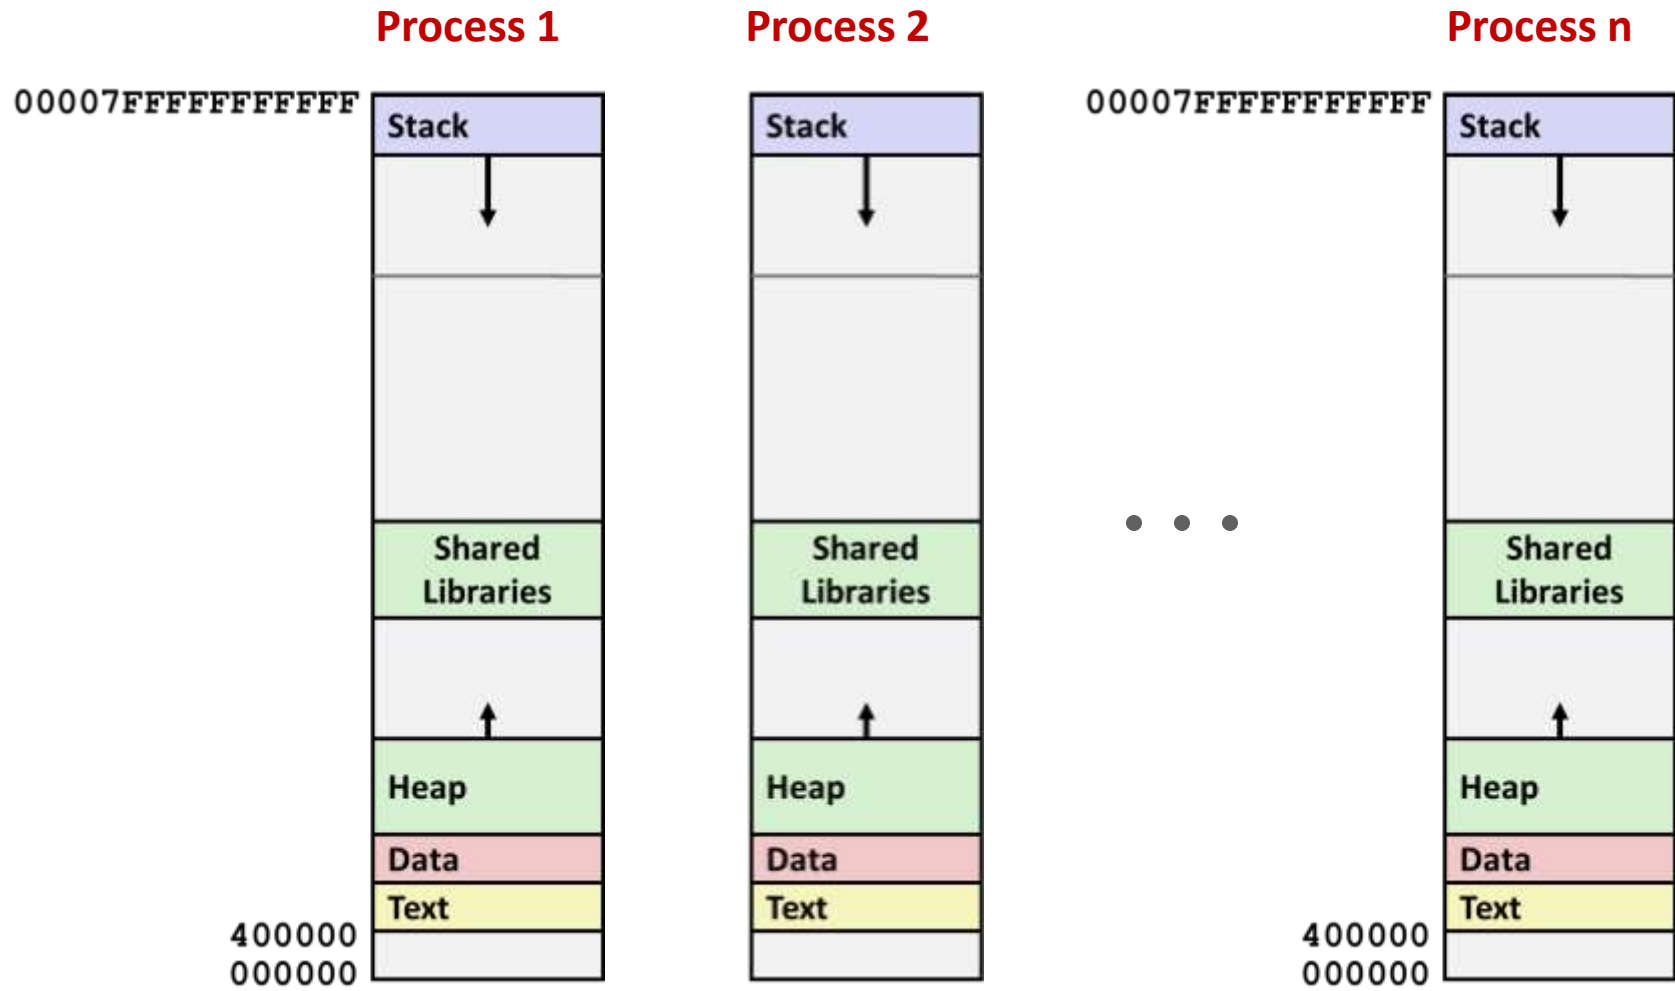 Process 1
Process 2
Process n
00007FFFFFFFFFFF
Stack
Shared
Libraries
Heap
Data
Text
400000
000000
Stack
Shared
Libraries
Heap
Data
Text
00007FFFFFFFFFFF
Stack
Shared
Libraries
Heap
Data
Text
400000
000000